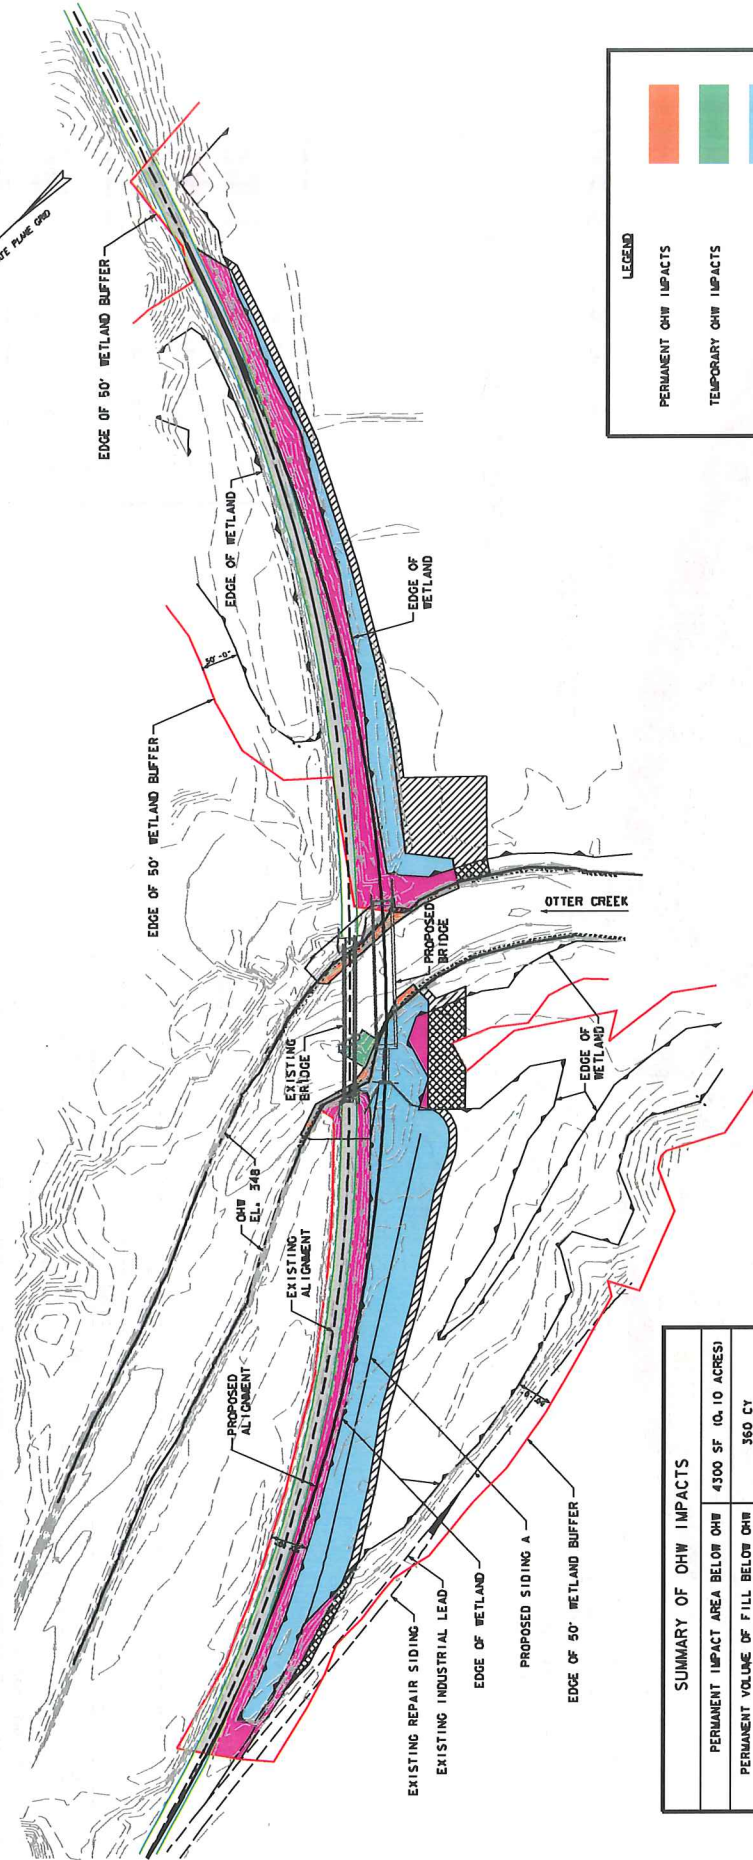 PLANE GRID
EDGE OF 50' WETLAND BUFFER
EDGE OF WETLAND
50'-0"
EDGE OF 50' WETLAND BUFFER
EDGE OF
WETLAND
OTTER CREEK
PROPOSED
BRIDGE
EXISTING
BRIDGE
EDGE OF
WETLAND
OHW
EL. 348
EXISTING
ALIGNMENT
PROPOSED
ALIGNMENT
EXISTING REPAIR SIDING
EXISTING INDUSTRIAL LEAD
EDGE OF WETLAND
PROPOSED SIDING A
EDGE OF 50' WETLAND BUFFER
LEGEND
PERMANENT OHW IMPACTS
TEMPORARY OHW IMPACTS
SUMMARY OF OHW IMPACTS
PERMANENT IMPACT AREA BELOW OHW 4300 SF (0.10 ACRES)
PERMANENT VOLUME OF FILL BELOW OHW 360 CY